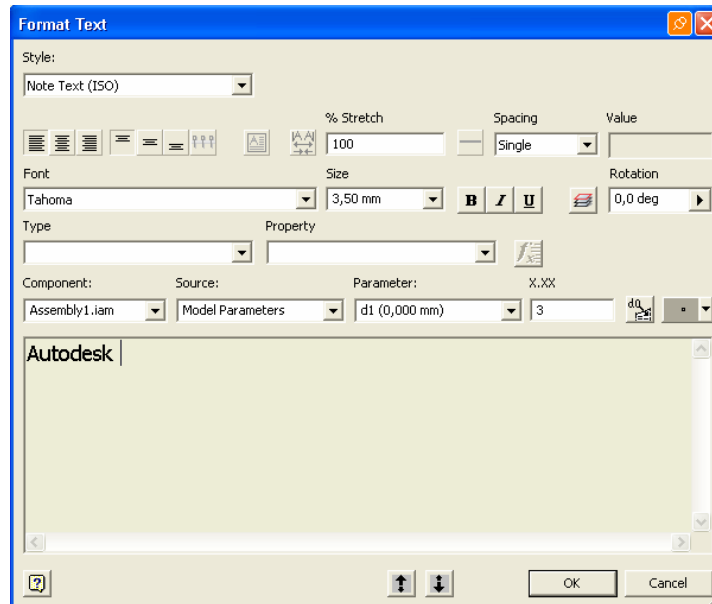 Format Text
Style:
Note Text (ISO)
% Stretch Spacing Value
100 Single
Font Size Rotation
Tahoma 3,50 mm B I U 0,0 deg
Type Property
Component: Source: Parameter: X.XX
Assembly1.iam Model Parameters d1 (0,000 mm) 3
Autodesk
OK Cancel